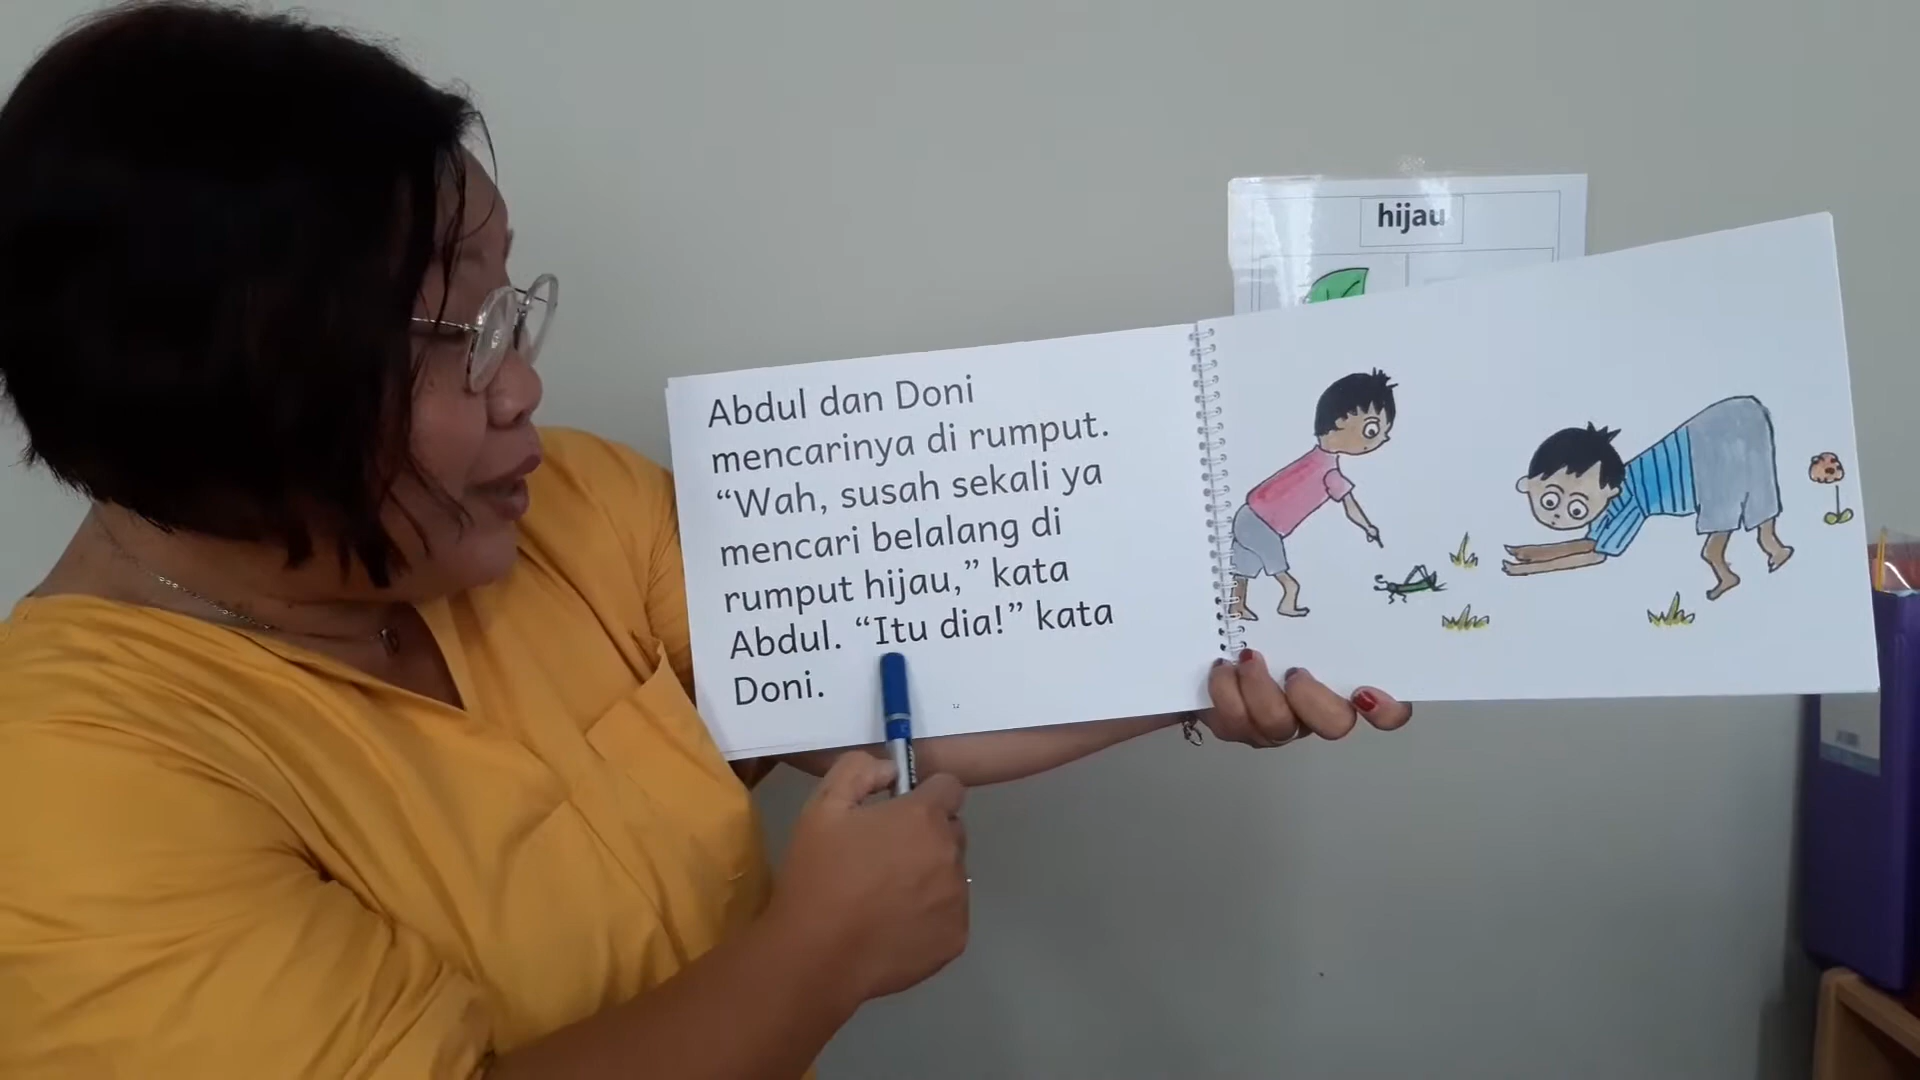 hijau
Abdul dan Doni
mencarinya di rumput.
“Wah, susah sekali ya
mencari belalang di
rumput hijau,” kata
Abdul. “Itu dia!” kata
Doni.